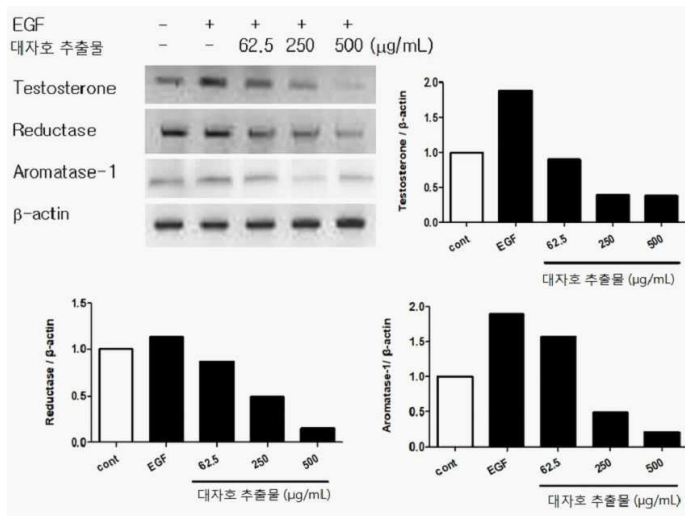 EGF - + + + +
대자호 추출물 - - 62.5 250 500 (μg/mL)
Testosterone
Reductase
Aromatase-1
β-actin
Testosterone / β-actin
2.0
1.5
1.0
0.5
0.0
cont EGF 62.5 250 500
대자호 추출물 (μg/mL)
Reductase / β-actin
1.5
1.0
0.5
0.0
cont EGF 62.5 250 500
대자호 추출물 (μg/mL)
Aromatase-1/ β-actin
2.0
1.5
1.0
0.5
0.0
cont EGF 62.5 250 500
대자호 추출물 (μg/mL)